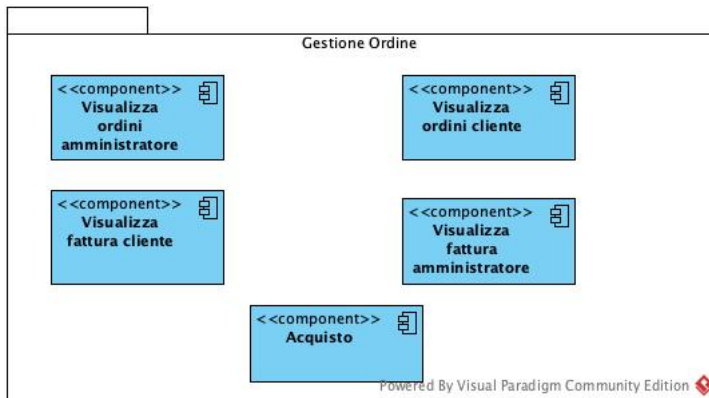 Gestione Ordine
<<component>>
Visualizza
ordini
amministratore
<<component>>
Visualizza
ordini cliente
<<component>>
Visualizza
fattura cliente
<<component>>
Visualizza
fattura
amministratore
<<component>>
Acquisto
Powered By Visual Paradigm Community Edition